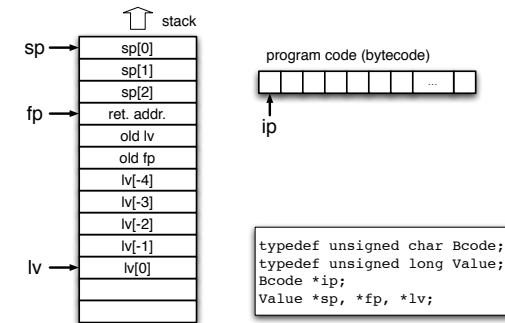 stack
sp
sp[0]
sp[1]
sp[2]
fp
ret. addr.
old lv
old fp
lv[-4]
lv[-3]
lv[-2]
lv[-1]
lv
lv[0]
program code (bytecode)
...
ip
typedef unsigned char Bcode;
typedef unsigned long Value;
Bcode *ip;
Value *sp, *fp, *lv;